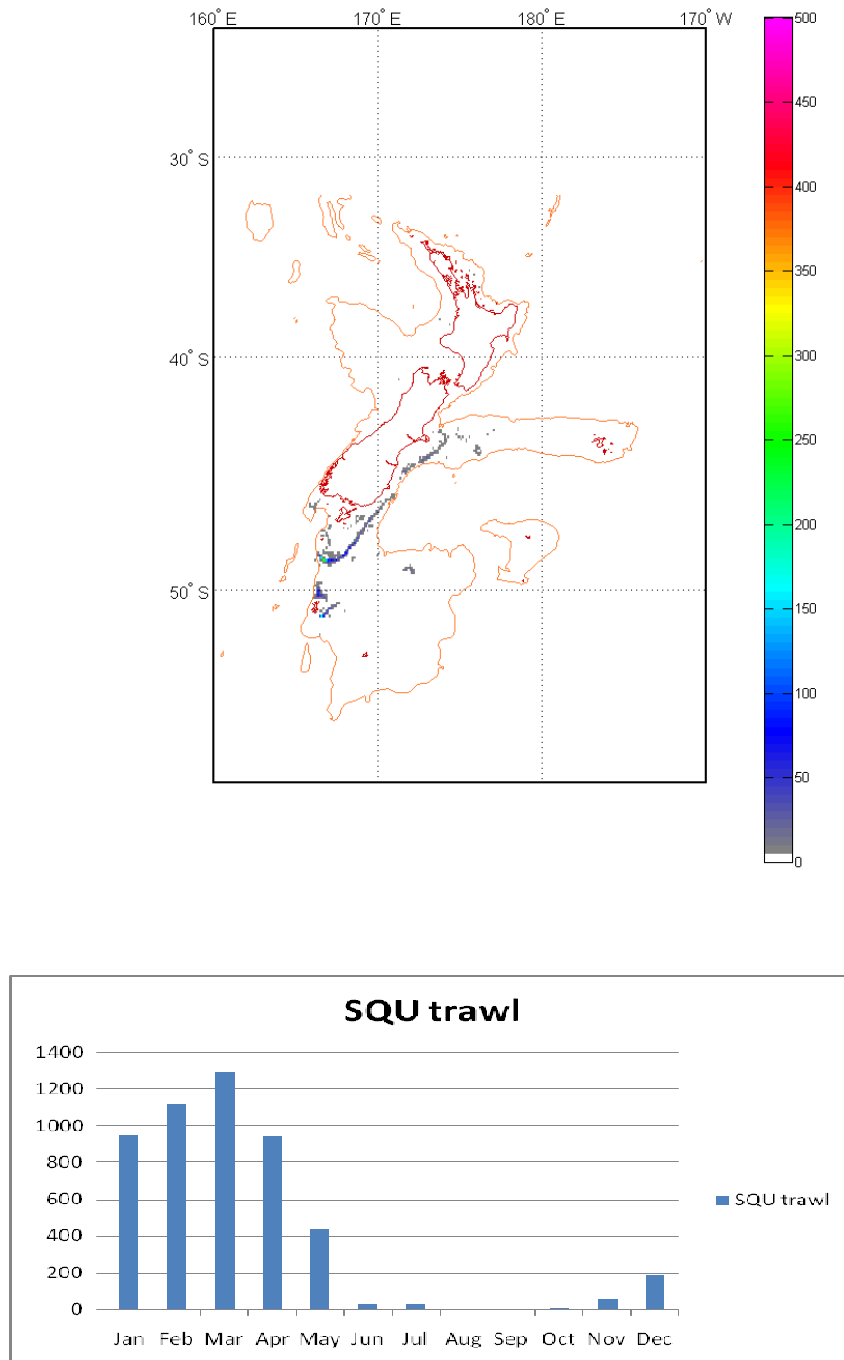 160° E 170° E 180° E 170° W
500
450
30° S
400
350
300
40° S
250
200
150
50° S
100
50
0
SQU trawl
1400
1200
1000
800
600
400
200
0
SQU trawl
Jan Feb Mar Apr May Jun Jul Aug Sep Oct Nov Dec